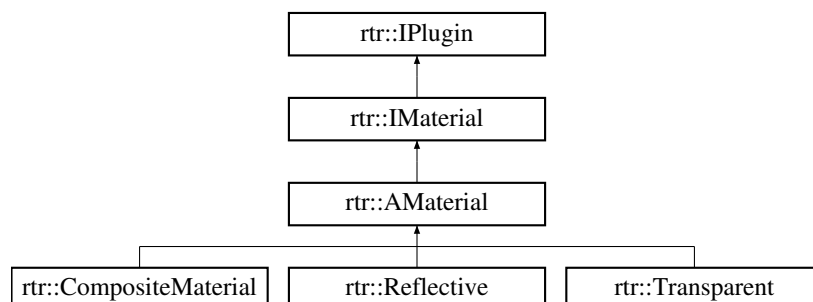 rtr::IPlugin
rtr::IMaterial
rtr::AMaterial
rtr::CompositeMaterial rtr::Reflective rtr::Transparent